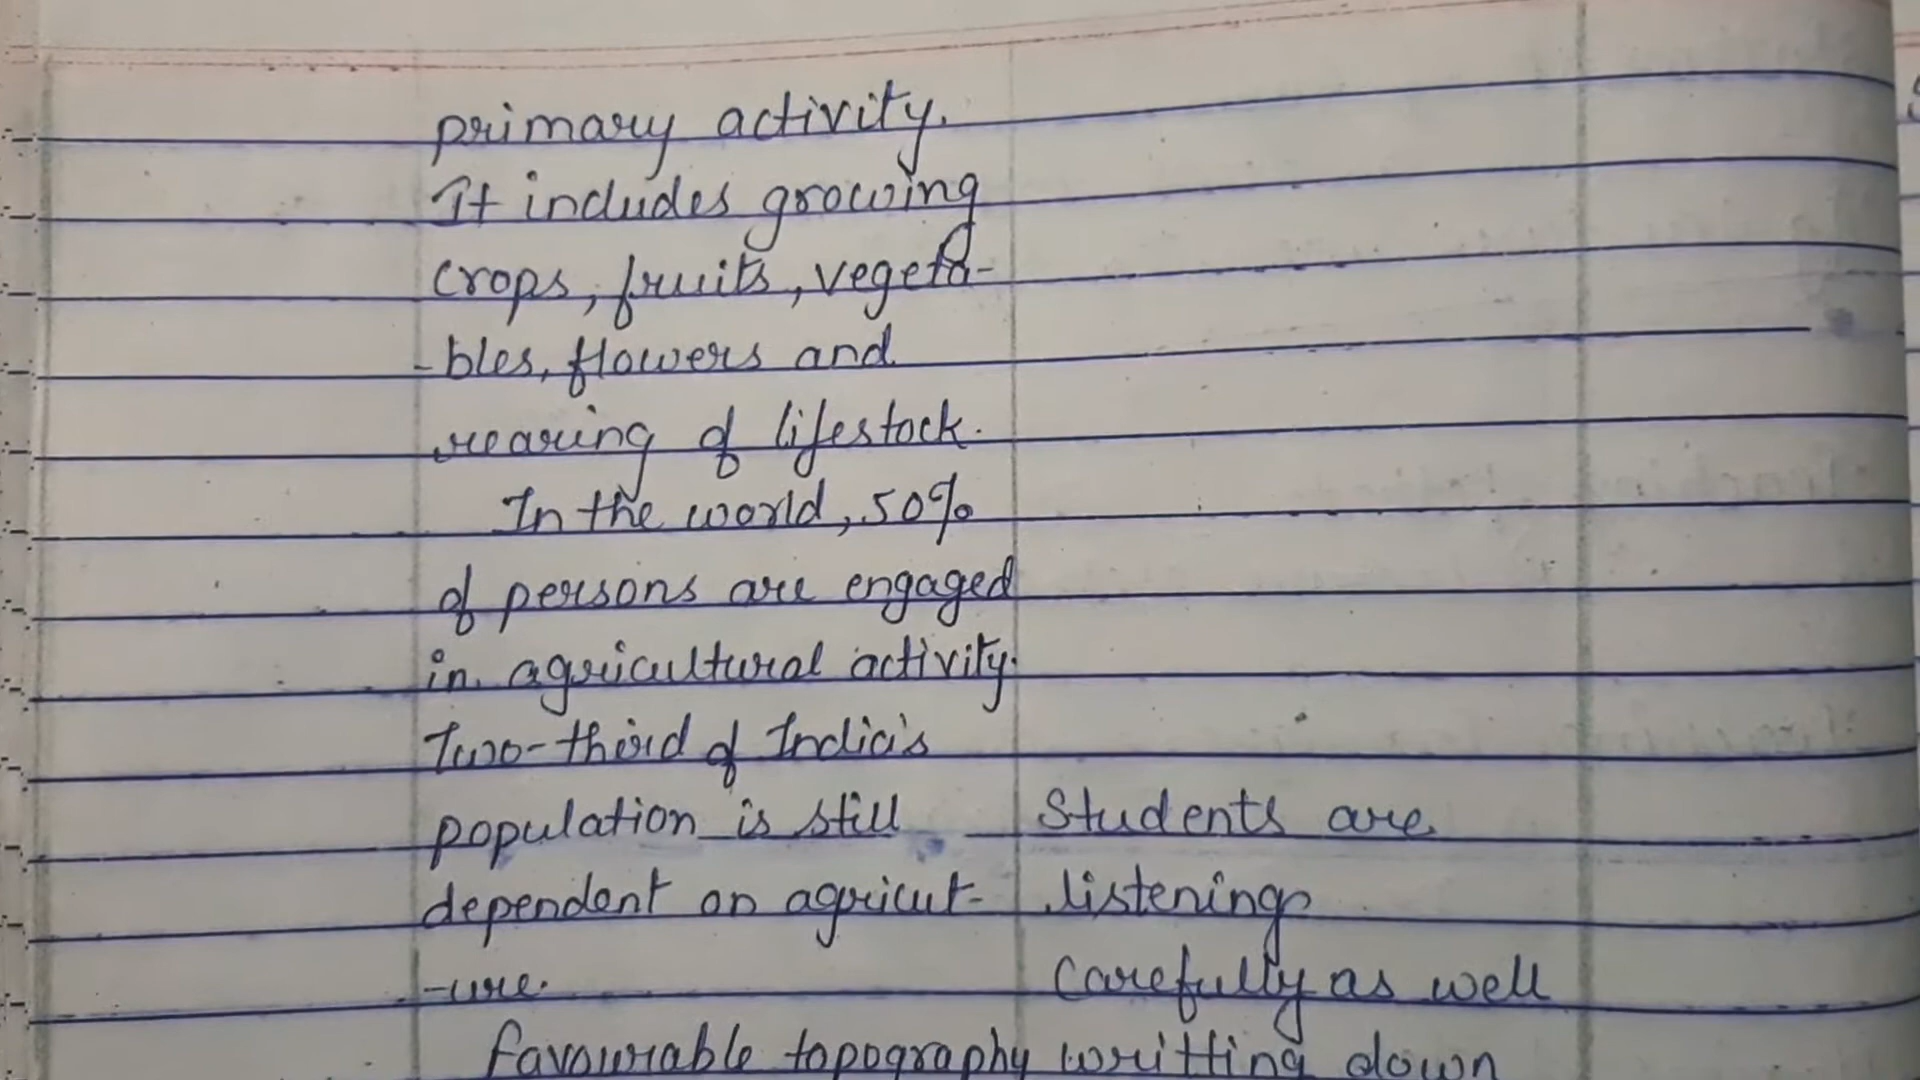 primary activity.
It includes growing
crops, fruits, vegeta-
-bles, flowers and
rearing of lifestock.
In the world, 50%
of persons are engaged
in agricultural activity.
Two-third of India's
population is still
dependent on agricut-
-ure.
favourable topography
Students are
listening
Carefully as well
writting down